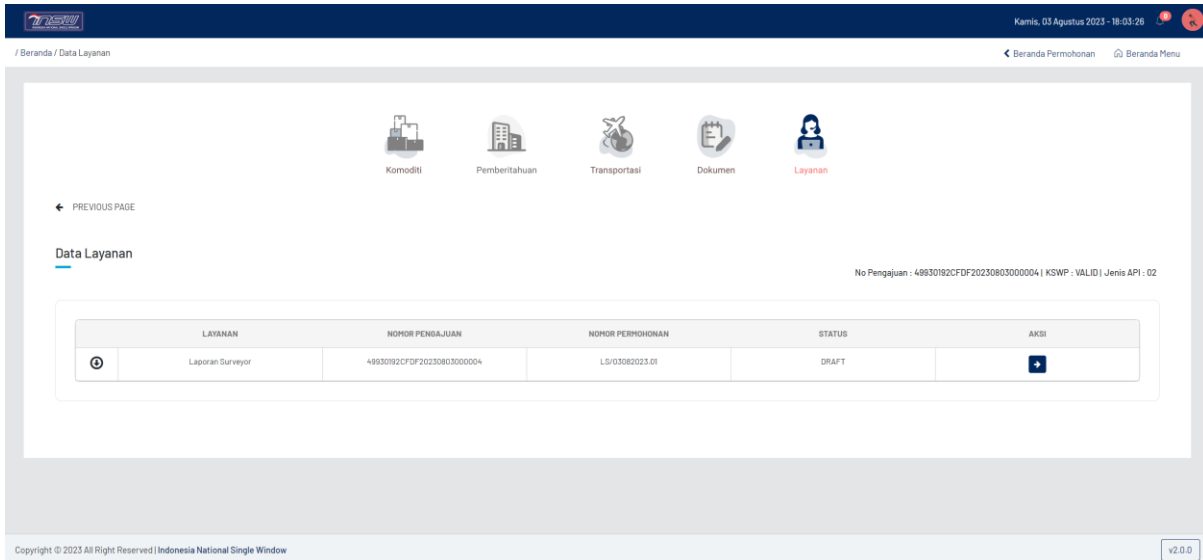 INSW
Kamis, 03 Agustus 2023 - 18:03:26
0
/ Beranda / Data Layanan
Beranda Permohonan
Beranda Menu
Komoditi
Pemberitahuan
Transportasi
Dokumen
Layanan
PREVIOUS PAGE
Data Layanan
No Pengajuan : 49930192CFDF20230803000004 | KSWP : VALID | Jenis API : 02
LAYANAN NOMOR PENGAJUAN NOMOR PERMOHONAN STATUS AKSI
Laporan Surveyor 49930192CFDF20230803000004 LS/03082023.01 DRAFT
Copyright © 2023 All Right Reserved | Indonesia National Single Window
v2.0.0